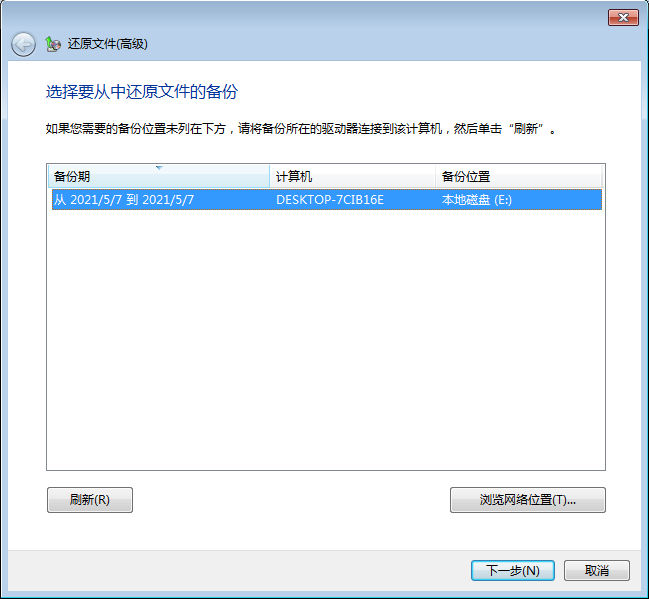 还原文件(高级)
选择要从中还原文件的备份
如果您需要的备份位置未列在下方，请将备份所在的驱动器连接到该计算机，然后单击“刷新”。
备份期 计算机 备份位置
从 2021/5/7 到 2021/5/7 DESKTOP-7CIB16E 本地磁盘 (E:)
刷新(R) 浏览网络位置(T)...
下一步(N) 取消